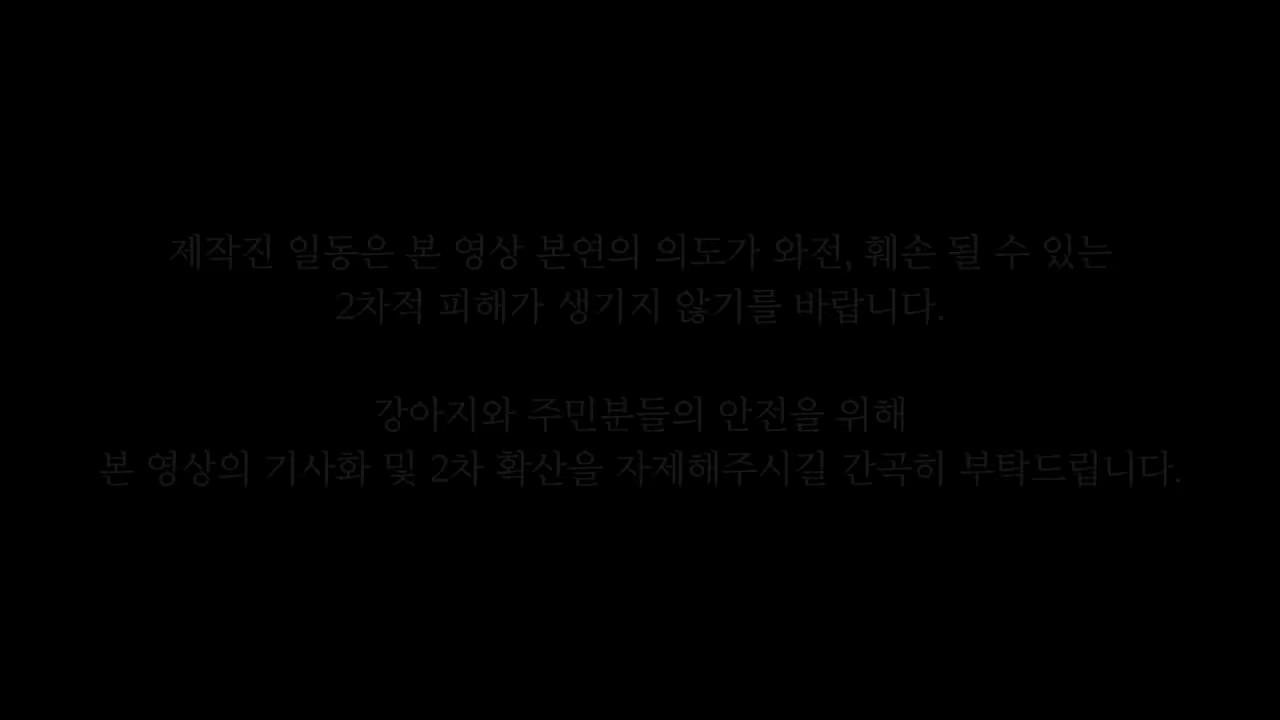 제작진 일동은 본 영상 본연의 의도가 와전, 훼손 될 수 있는
2차적 피해가 생기지 않기를 바랍니다.
강아지와 주민분들의 안전을 위해
본 영상의 기사화 및 2차 확산을 자제해주시길 간곡히 부탁드립니다.